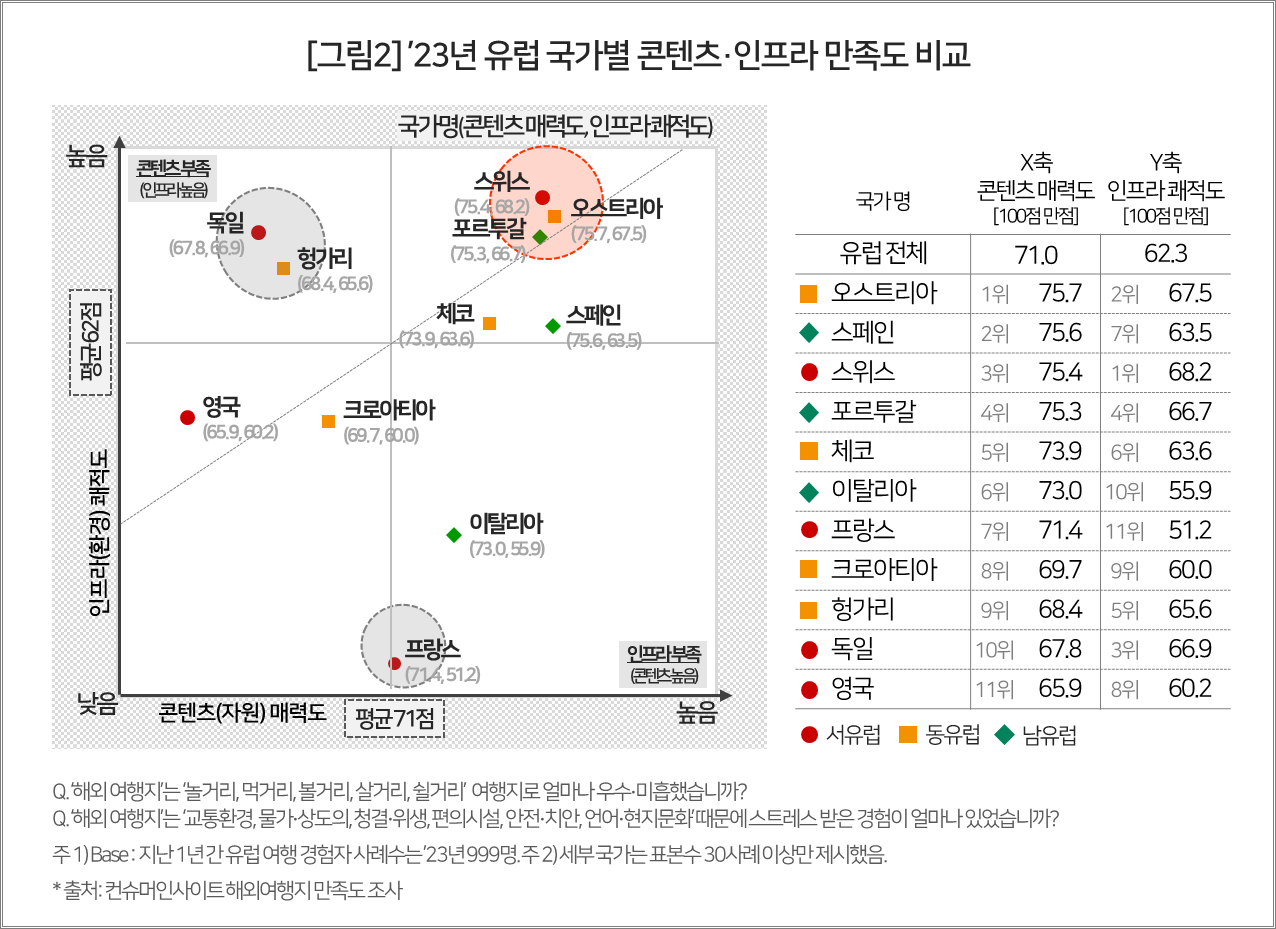 [그림2] ’23년 유럽 국가별 콘텐츠·인프라 만족도 비교
국가명(콘텐츠 매력도, 인프라 쾌적도)
높음
콘텐츠부족
(인프라높음)
스위스
(75.4, 68.2)
오스트리아
(75.7, 67.5)
포르투갈
(75.3, 66.7)
독일
(67.8, 66.9)
헝가리
(68.4, 65.6)
체코
(73.9, 63.6)
스페인
(75.6, 63.5)
평균62점
영국
(65.9, 60.2)
크로아티아
(69.7, 60.0)
인프라(환경) 쾌적도
이탈리아
(73.0, 55.9)
프랑스
(71.4, 51.2)
인프라부족
(콘텐츠높음)
낮음
콘텐츠(자원) 매력도
평균71점
높음
국가명 X축 콘텐츠 매력도 [100점 만점] Y축 인프라 쾌적도 [100점 만점]
유럽 전체 71.0 62.3
오스트리아 1위 75.7 2위 67.5
스페인 2위 75.6 7위 63.5
스위스 3위 75.4 1위 68.2
포르투갈 4위 75.3 4위 66.7
체코 5위 73.9 6위 63.6
이탈리아 6위 73.0 10위 55.9
프랑스 7위 71.4 11위 51.2
크로아티아 8위 69.7 9위 60.0
헝가리 9위 68.4 5위 65.6
독일 10위 67.8 3위 66.9
영국 11위 65.9 8위 60.2
서유럽 동유럽 남유럽
Q. ‘해외 여행지’는 ‘놀거리, 먹거리, 볼거리, 살거리, 쉴거리’ 여행지로 얼마나 우수·미흡했습니까?
Q. ‘해외 여행지’는 ‘교통환경, 물가·상도의, 청결·위생, 편의시설, 안전·치안, 언어·현지문화’ 때문에 스트레스 받은 경험이 얼마나 있었습니까?
주 1) Base : 지난 1년 간 유럽 여행 경험자 사례수는 ’23년 999명. 주 2) 세부 국가는 표본수 30사례 이상만 제시했음.
* 출처 : 컨슈머인사이트 해외여행지 만족도 조사